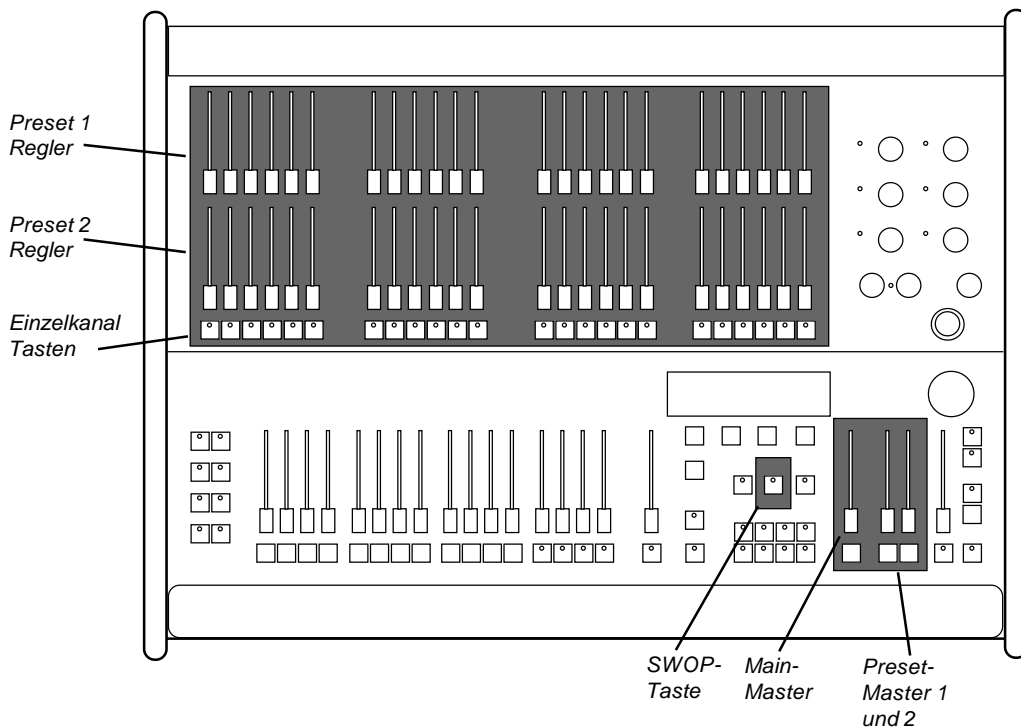 Preset 1
Regler
Preset 2
Regler
Einzelkanal
Tasten
SWOP-
Taste
Main-
Master
Preset-
Master 1
und 2